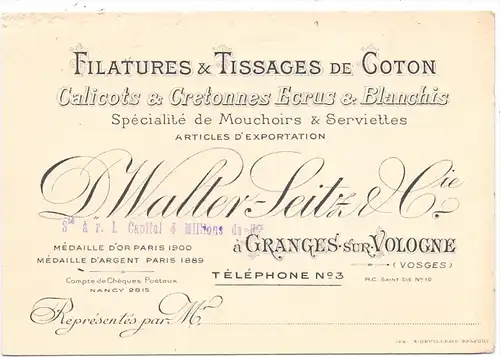 FILATURES & TISSAGES DE COTON
Calicots & Cretonnes Ecrus & Blanchis
Spécialité de Mouchoirs & Serviettes
ARTICLES D'EXPORTATION
D. Walter-Seitz & Cie
Sté à r. l. Capital 3 Millions de
à GRANGES-SUR-VOLOGNE
(VOSGES)
MÉDAILLE D'OR PARIS 1900
MÉDAILLE D'ARGENT PARIS 1889
Compte de Chèques Postaux
NANCY 2815
TÉLÉPHONE No 3
R.C. SAINT-DIÉ No 10
Représentés par Mr